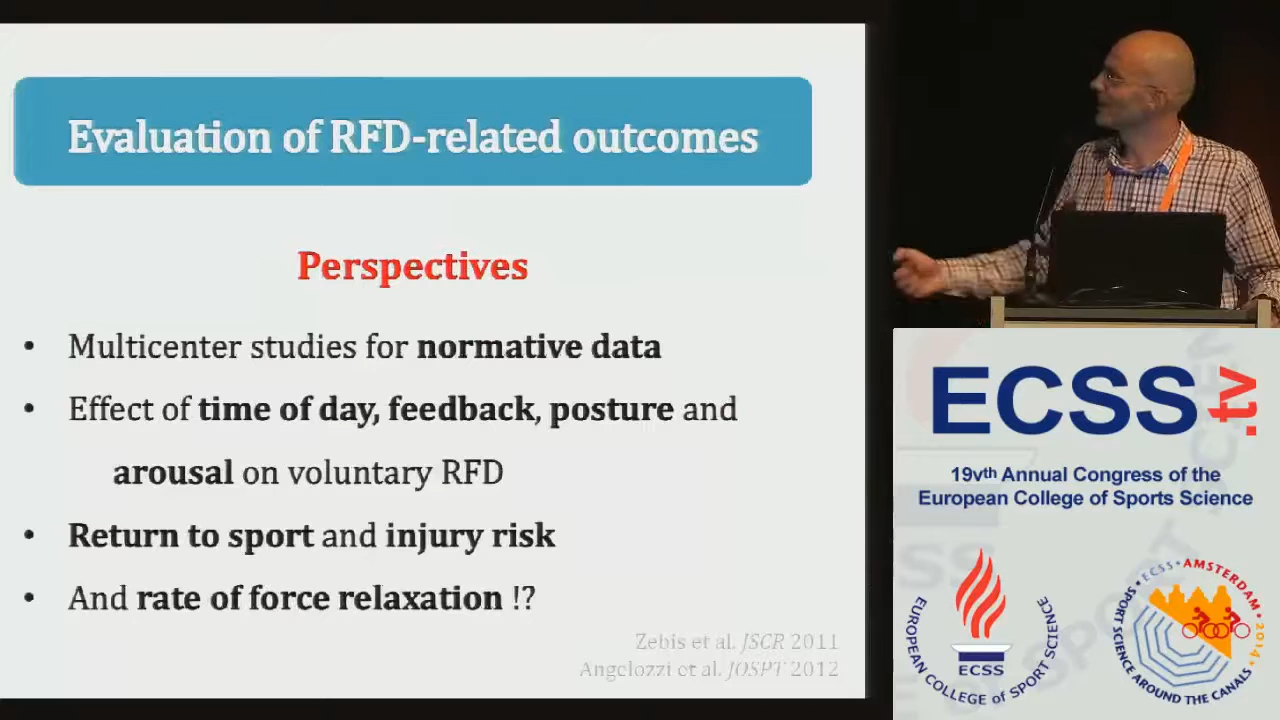 Evaluation of RFD-related outcomes
Perspectives
• Multicenter studies for normative data
• Effect of time of day, feedback, posture and
arousal on voluntary RFD
• Return to sport and injury risk
• And rate of force relaxation !?
Zebis et al. JSCR 2011
Angelozzi et al. JOSPT 2012
ECSS
.tv
19vth Annual Congress of the
European College of Sports Science
EUROPEAN COLLEGE OF SPORT SCIENCE
ECSS
ECSS • AMSTERDAM 2014
SPORT SCIENCE AROUND THE CANALS